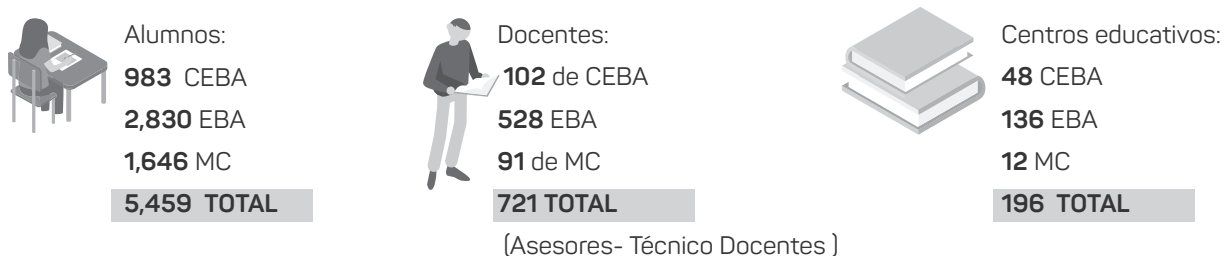 Alumnos:
983 CEBA
2,830 EBA
1,646 MC
5,459 TOTAL
Docentes:
102 de CEBA
528 EBA
91 de MC
721 TOTAL
(Asesores- Técnico Docentes )
Centros educativos:
48 CEBA
136 EBA
12 MC
196 TOTAL